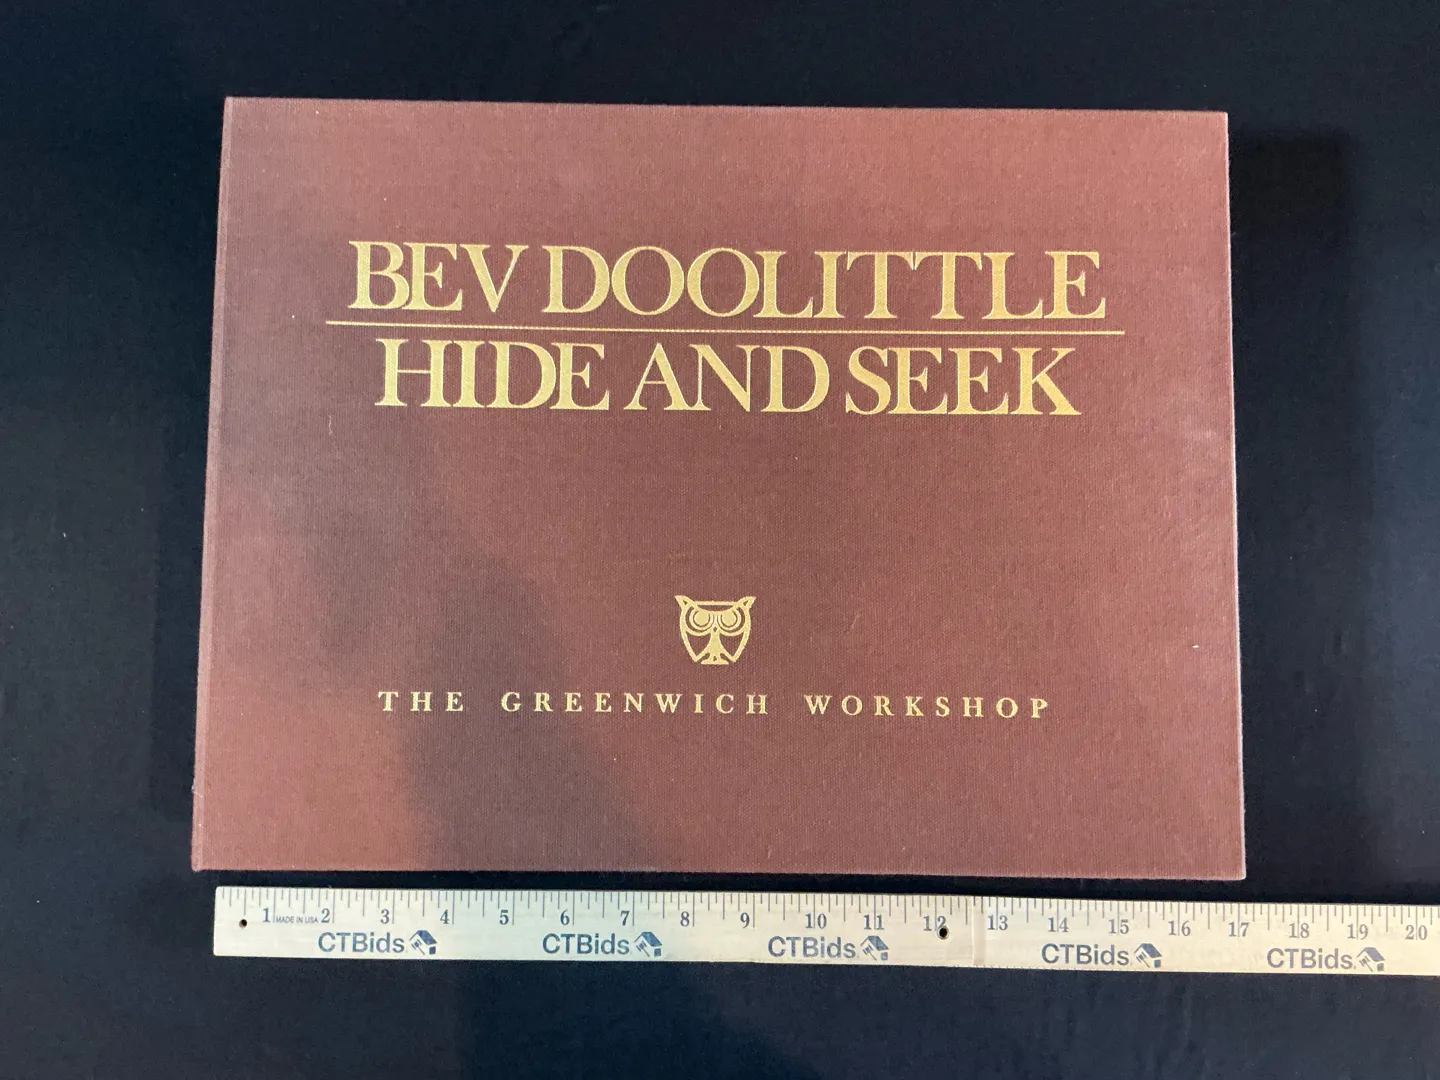 BEV DOOLITTLE
HIDE AND SEEK
THE GREENWICH WORKSHOP
1 MADE IN USA 2 3 4 5 6 7 8 9 10 11 12 13 14 15 16 17 18 19 20
CTBids CTBids CTBids CTBids CTBids